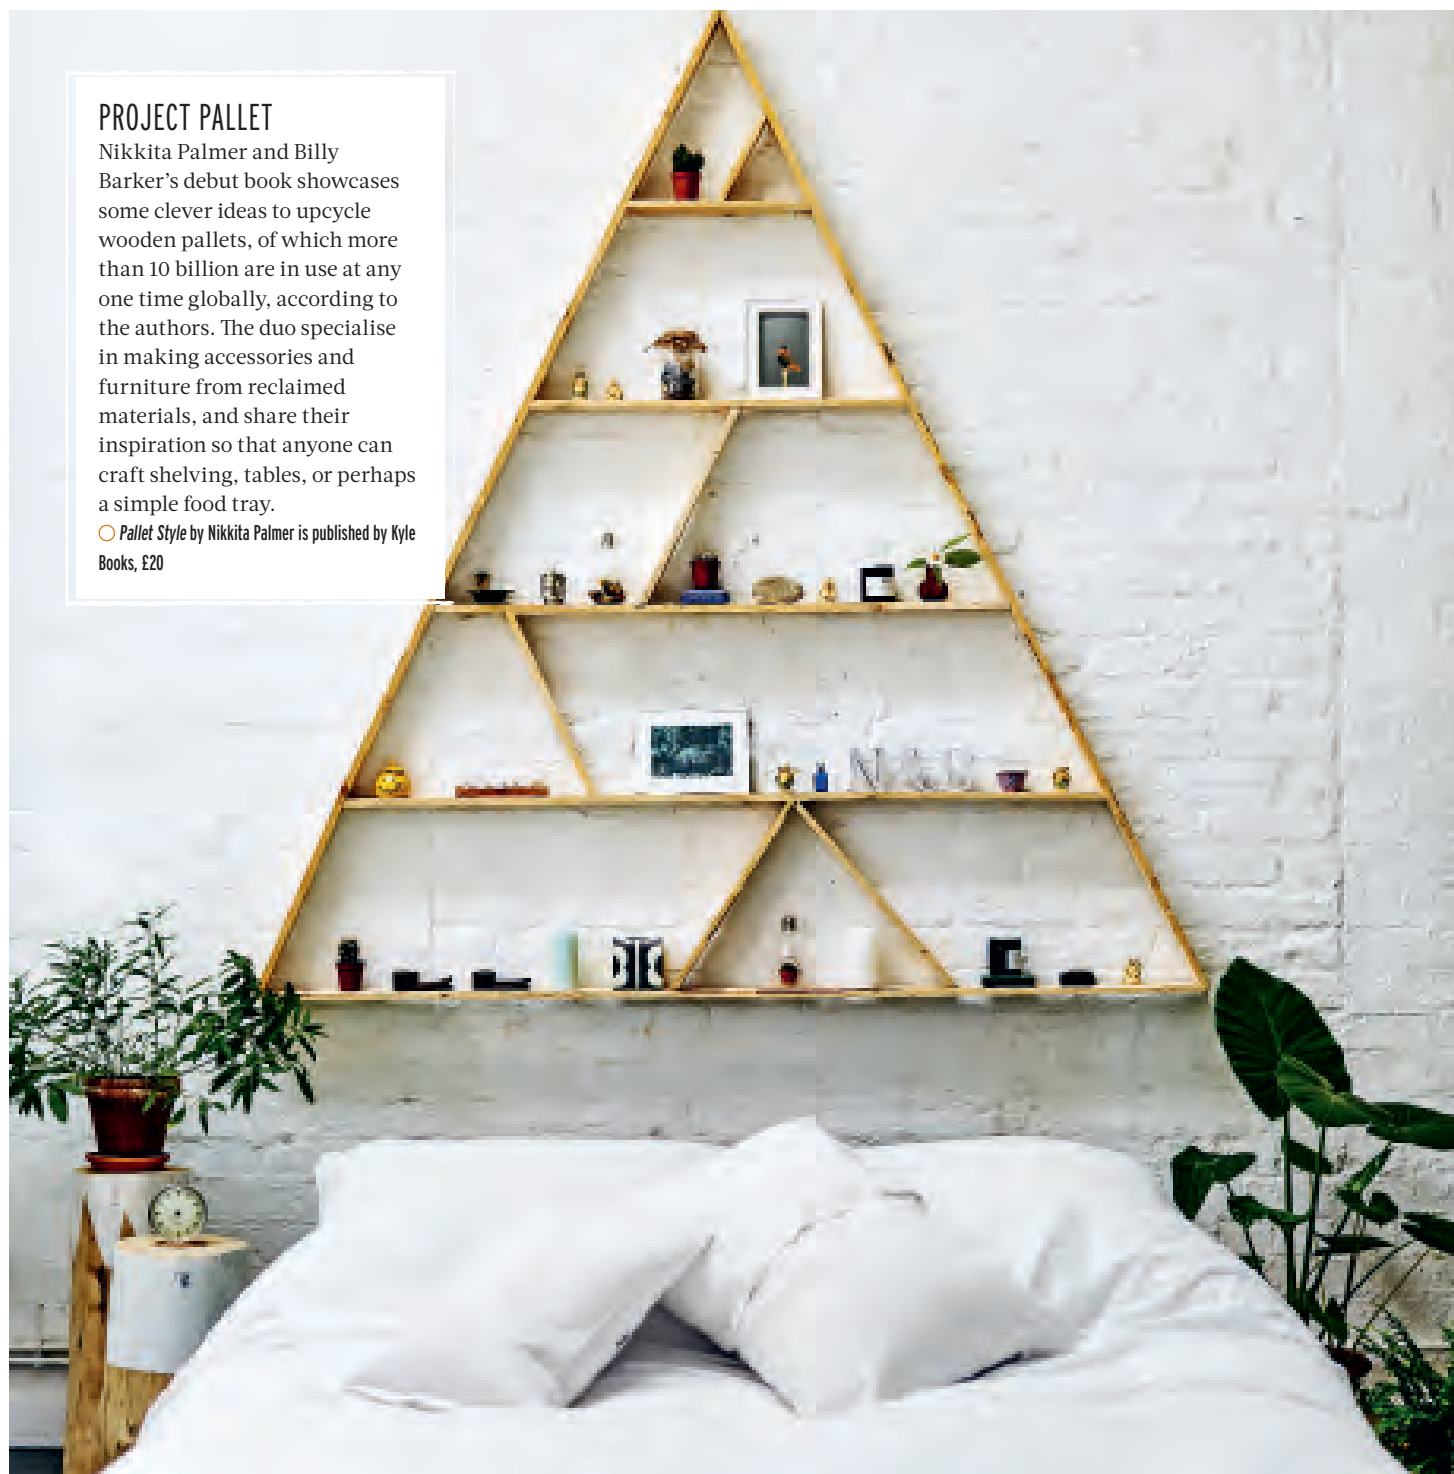 PROJECT PALLET
Nikkita Palmer and Billy
Barker’s debut book showcases
some clever ideas to upcycle
wooden pallets, of which more
than 10 billion are in use at any
one time globally, according to
the authors. The duo specialise
in making accessories and
furniture from reclaimed
materials, and share their
inspiration so that anyone can
craft shelving, tables, or perhaps
a simple food tray.
Pallet Style by Nikkita Palmer is published by Kyle
Books, £20